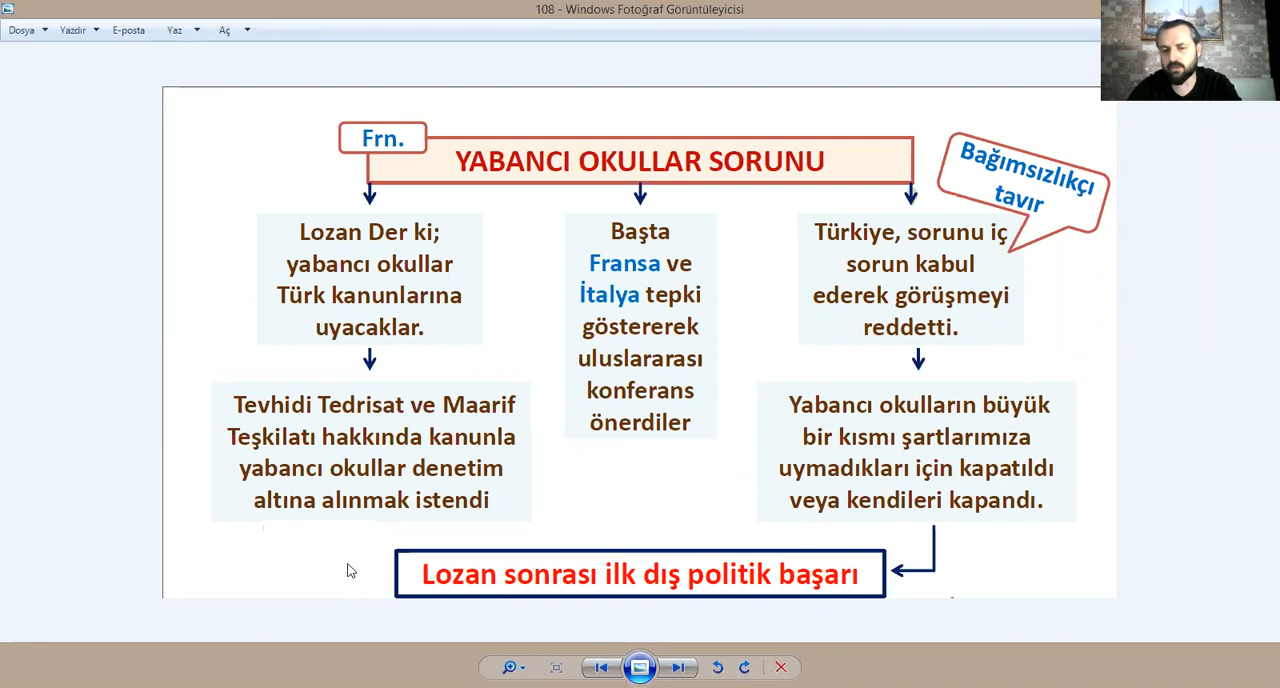 108 - Windows Fotoğraf Görüntüleyicisi
Dosya Yazdır E-posta Yaz Aç
Frn.
YABANCI OKULLAR SORUNU
Bağımsızlıkçı
tavır
Lozan Der ki;
yabancı okullar
Türk kanunlarına
uyacaklar.
Başta
Fransa ve
İtalya tepki
göstererek
uluslararası
konferans
önerdiler
Türkiye, sorunu iç
sorun kabul
ederek görüşmeyi
reddetti.
Tevhidi Tedrisat ve Maarif
Teşkilatı hakkında kanunla
yabancı okullar denetim
altına alınmak istendi
Yabancı okulların büyük
bir kısmı şartlarımıza
uymadıkları için kapatıldı
veya kendileri kapandı.
Lozan sonrası ilk dış politik başarı